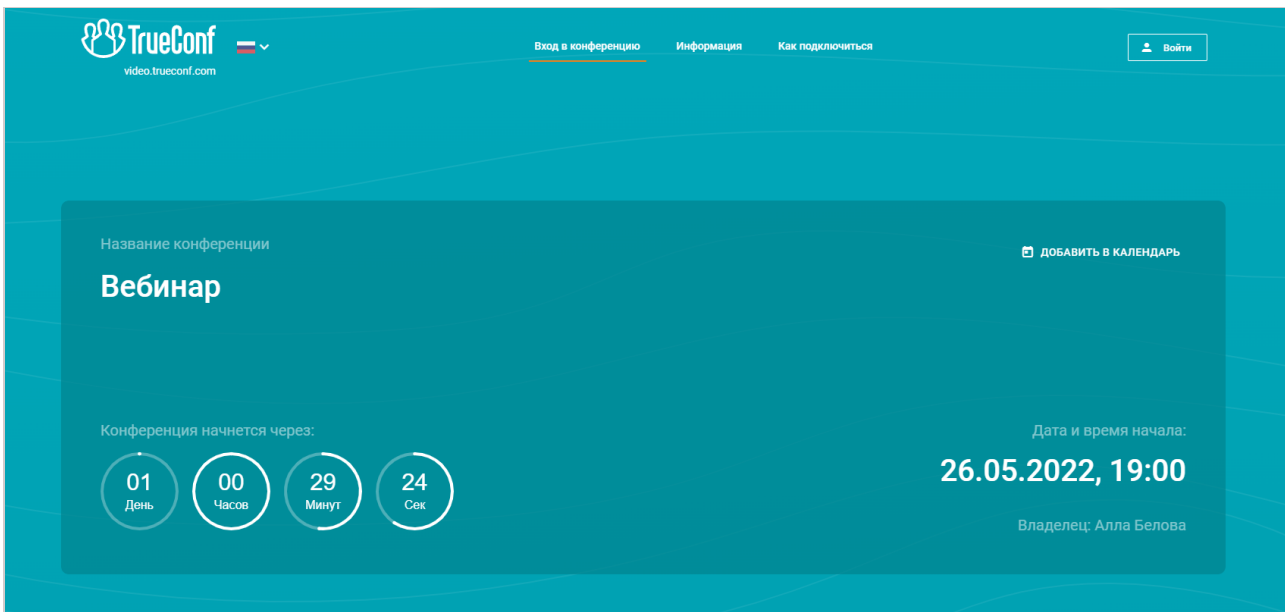 TrueConf
video.trueconf.com
Вход в конференцию
Информация
Как подключиться
Войти
Название конференции
ДОБАВИТЬ В КАЛЕНДАРЬ
Вебинар
Конференция начнется через:
01
День
00
Часов
29
Минут
24
Сек
Дата и время начала:
26.05.2022, 19:00
Владелец: Алла Белова